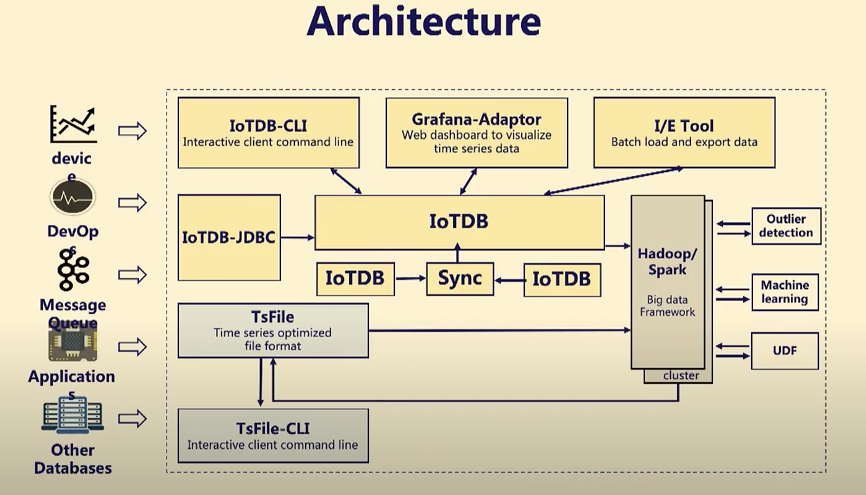 Architecture
devic
e
DevOp
s
Message
Queue
Application
s
Other
Databases
IoTDB-CLI
Interactive client command line
Grafana-Adaptor
Web dashboard to visualize
time series data
I/E Tool
Batch load and export data
IoTDB-JDBC
IoTDB
IoTDB
Sync
IoTDB
TsFile
Time series optimized
file format
TsFile-CLI
Interactive client command line
Hadoop/
Spark
Big data
Framework
cluster
Outlier
detection
Machine
learning
UDF